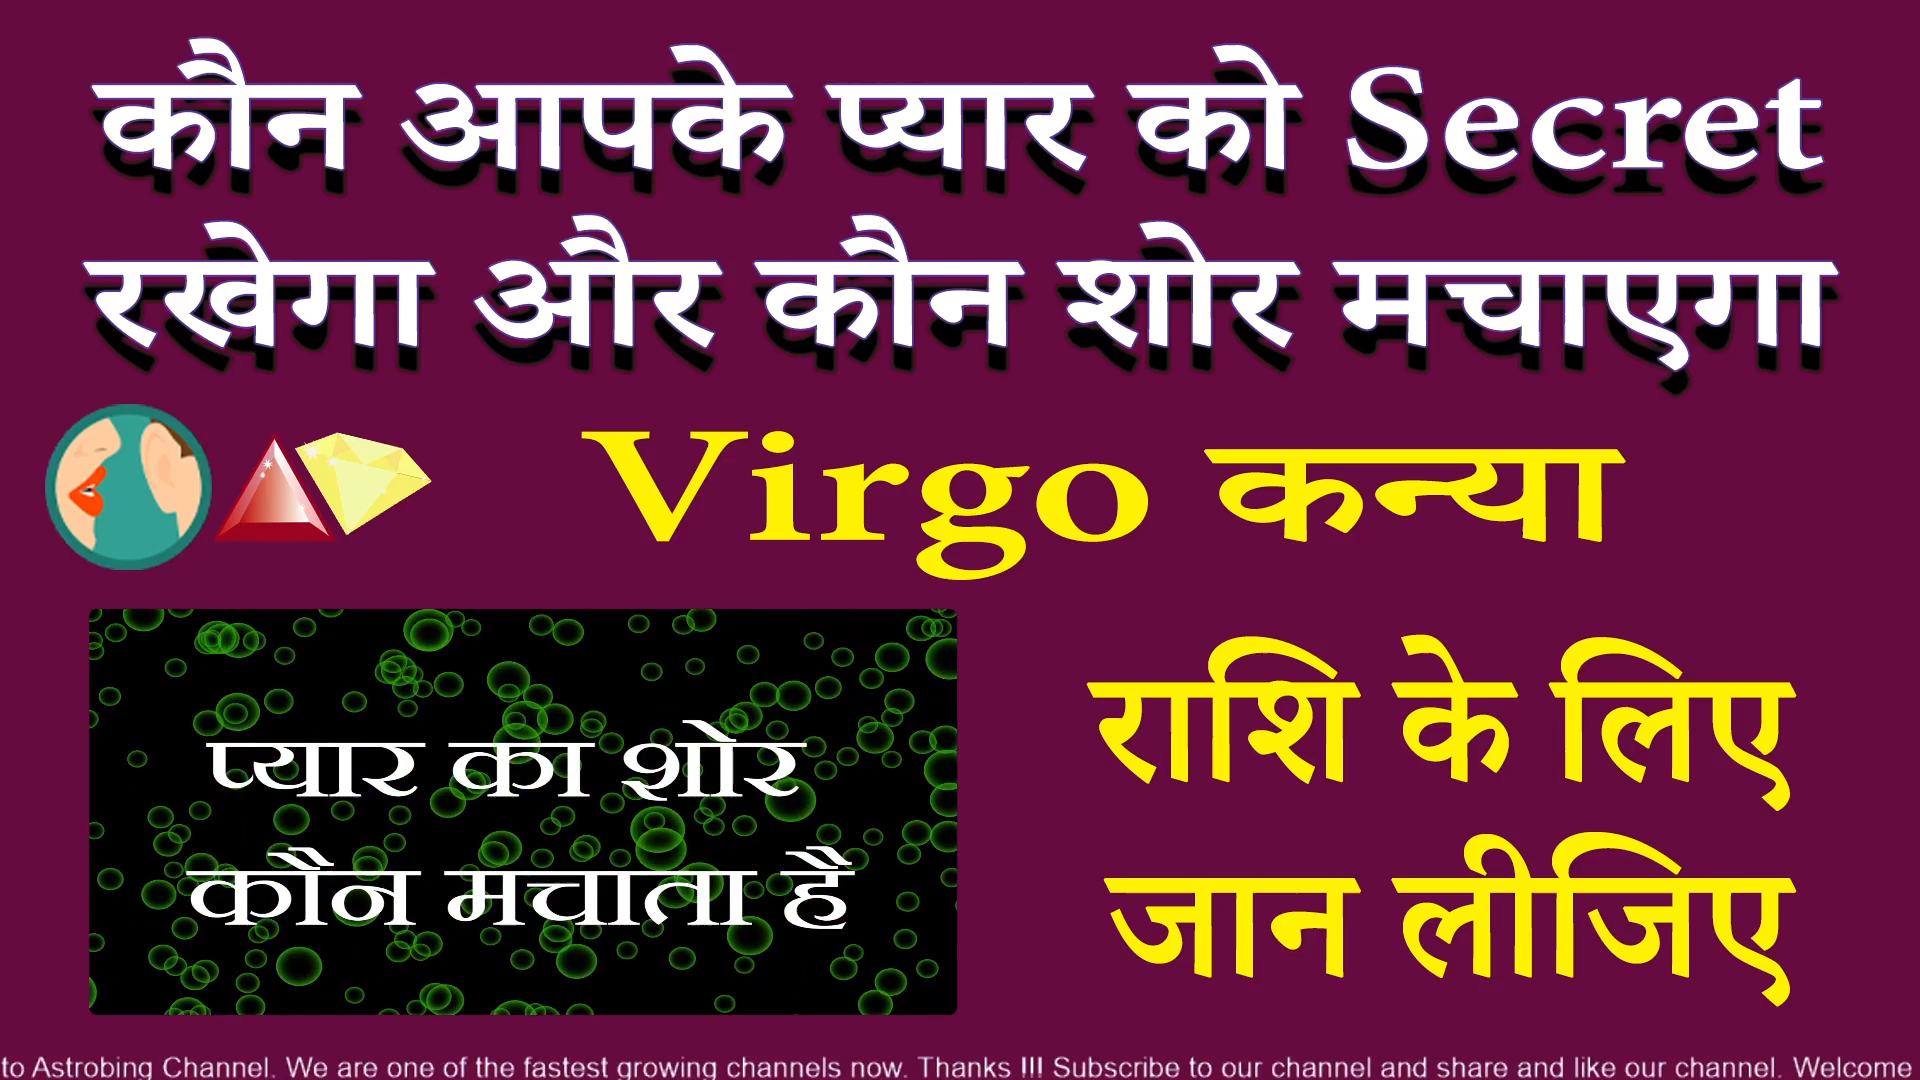 कौन आपके प्यार को Secret
रखेगा और कौन शोर मचाएगा
Virgo कन्या
राशि के लिए
जान लीजिए
प्यार का शोर
कौन मचाता है
to Astrobing Channel. We are one of the fastest growing channels now. Thanks !!! Subscribe to our channel and share and like our channel. Welcome